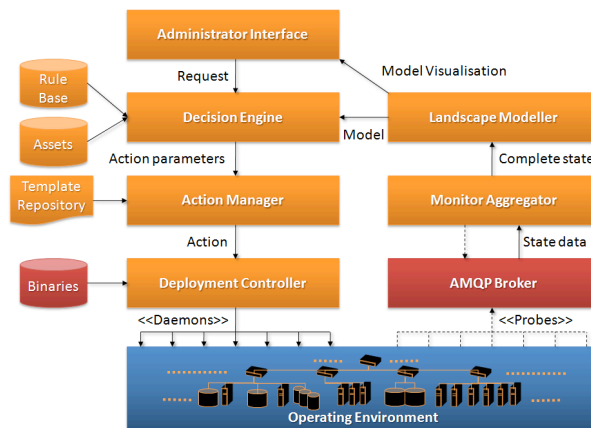 Administrator Interface
Request
Model Visualisation
Rule
Base
Decision Engine
Model
Landscape Modeller
Assets
Action parameters
Complete state
Template
Repository
Action Manager
Monitor Aggregator
Action
State data
Binaries
Deployment Controller
AMQP Broker
<<Daemons>>
<<Probes>>
Operating Environment